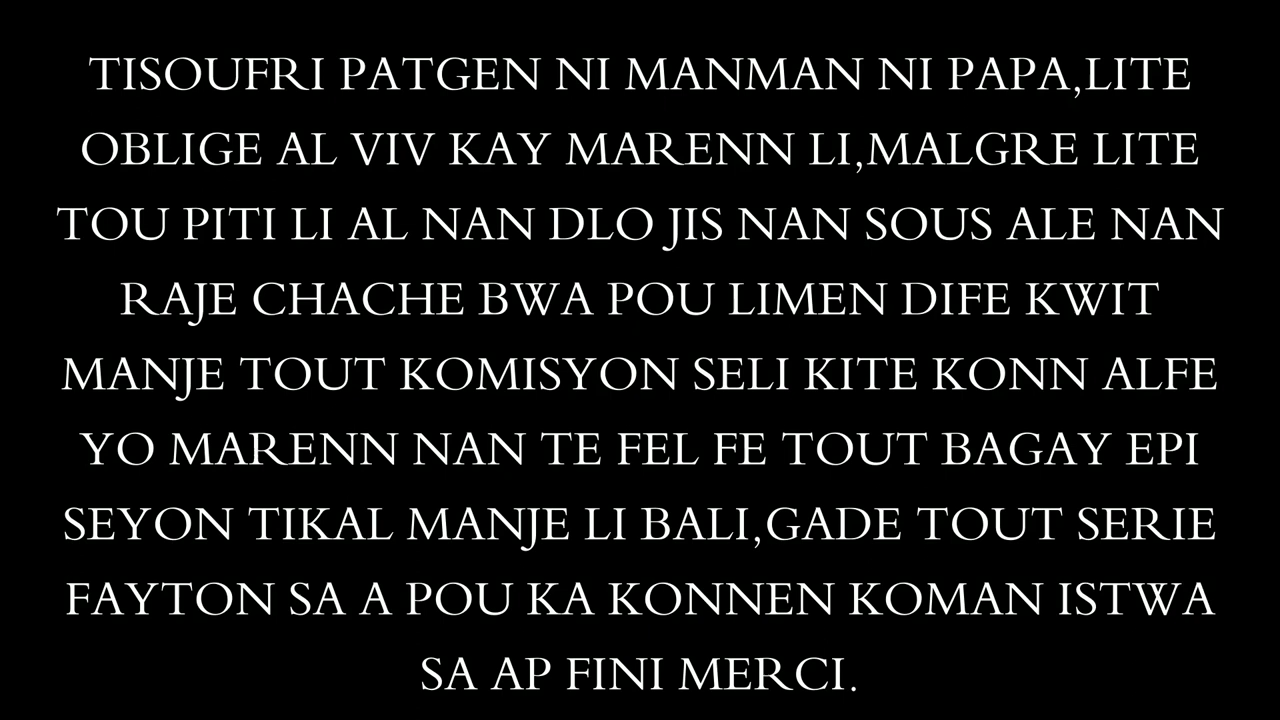 TISOUFRI PATGEN NI MANMAN NI PAPA,LITE
OBLIGE AL VIV KAY MARENN LI,MALGRE LITE
TOU PITI LI AL NAN DLO JIS NAN SOUS ALE NAN
RAJE CHACHE BWA POU LIMEN DIFE KWIT
MANJE TOUT KOMISYON SELI KITE KONN ALFE
YO MARENN NAN TE FEL FE TOUT BAGAY EPI
SEYON TIKAL MANJE LI BALI,GADE TOUT SERIE
FAYTON SA A POU KA KONNEN KOMAN ISTWA
SA AP FINI MERCI.